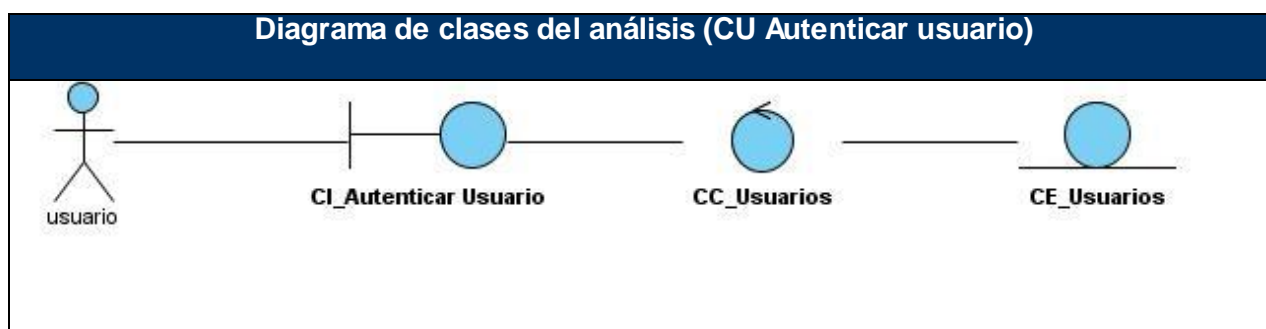 Diagrama de clases del análisis (CU Autenticar usuario)
usuario
CI_Autenticar Usuario
CC_Usuarios
CE_Usuarios